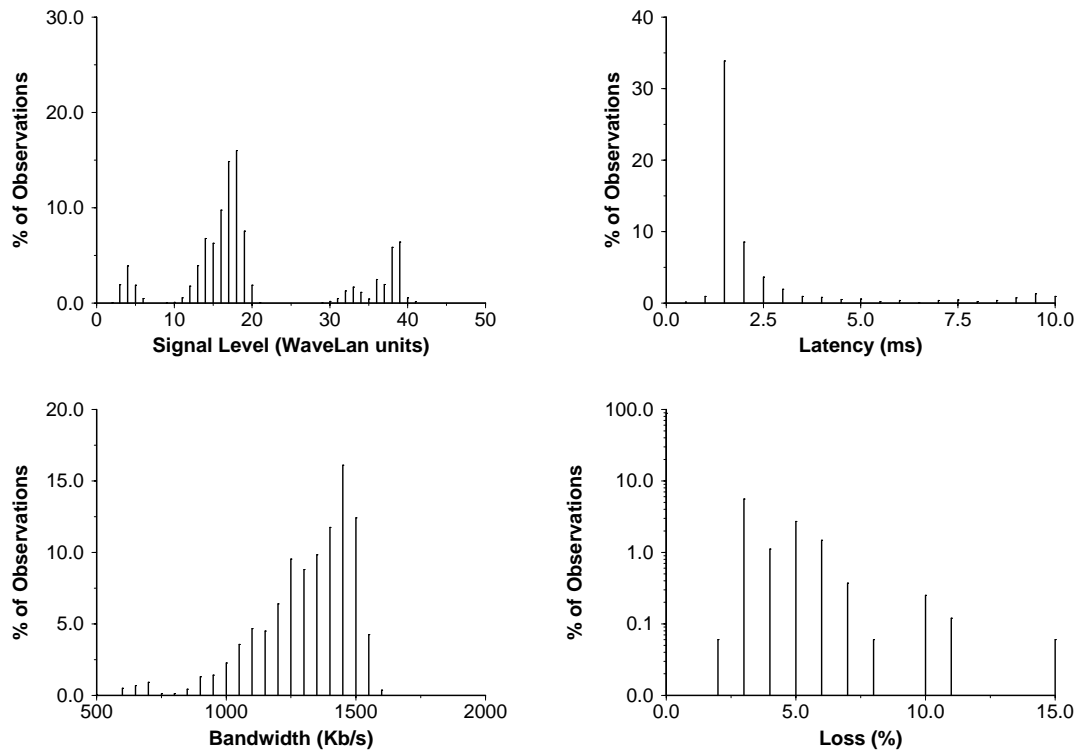 30.0
20.0
10.0
0.0
% of Observations
0 10 20 30 40 50
Signal Level (WaveLan units)
40
30
20
10
0
% of Observations
0.0 2.5 5.0 7.5 10.0
Latency (ms)
20.0
15.0
10.0
5.0
0.0
% of Observations
500 1000 1500 2000
Bandwidth (Kb/s)
100.0
10.0
1.0
0.1
0.0
% of Observations
0.0 5.0 10.0 15.0
Loss (%)